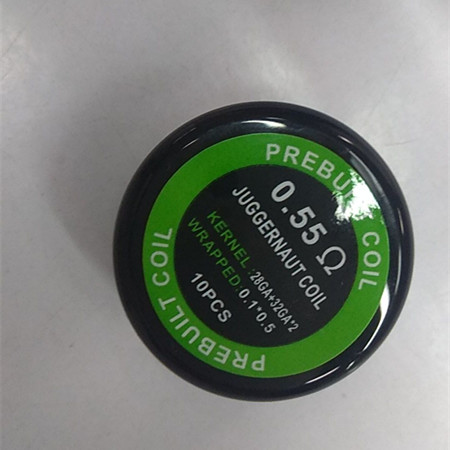 PREBUILT COIL
0.55 Ω
JUGGERNAUT COIL
KERNEL: 28GA+32GA*2
WRAPPED:0.1*0.5
10PCS
PREBUILT COIL